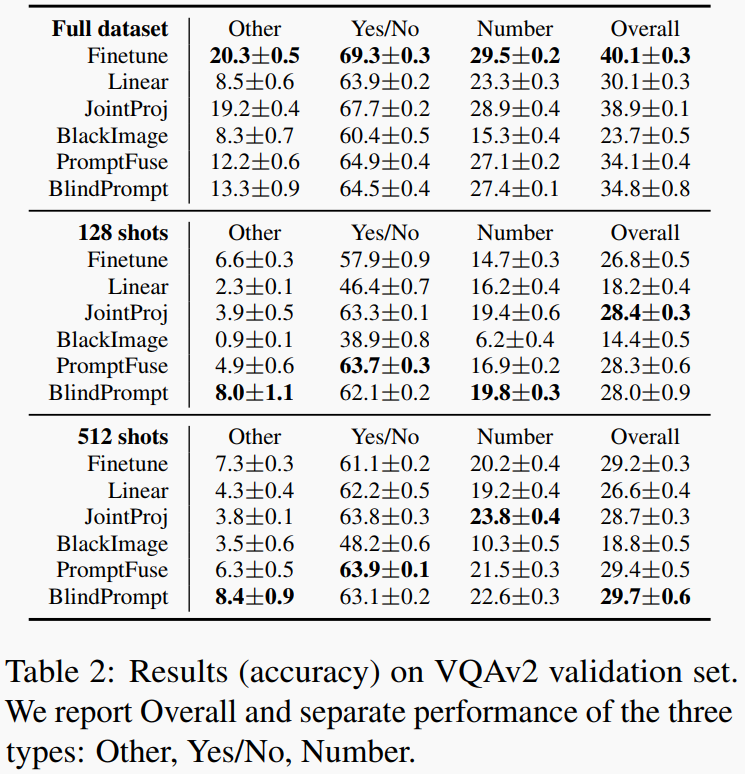 Full dataset Other Yes/No Number Overall
Finetune 20.3±0.5 69.3±0.3 29.5±0.2 40.1±0.3
Linear 8.5±0.6 63.9±0.2 23.3±0.3 30.1±0.3
JointProj 19.2±0.4 67.7±0.2 28.9±0.4 38.9±0.1
BlackImage 8.3±0.7 60.4±0.5 15.3±0.4 23.7±0.5
PromptFuse 12.2±0.6 64.9±0.4 27.1±0.2 34.1±0.4
BlindPrompt 13.3±0.9 64.5±0.4 27.4±0.1 34.8±0.8
128 shots Other Yes/No Number Overall
Finetune 6.6±0.3 57.9±0.9 14.7±0.3 26.8±0.5
Linear 2.3±0.1 46.4±0.7 16.2±0.4 18.2±0.4
JointProj 3.9±0.5 63.3±0.1 19.4±0.6 28.4±0.3
BlackImage 0.9±0.1 38.9±0.8 6.2±0.4 14.4±0.5
PromptFuse 4.9±0.6 63.7±0.3 16.9±0.2 28.3±0.6
BlindPrompt 8.0±1.1 62.1±0.2 19.8±0.3 28.0±0.9
512 shots Other Yes/No Number Overall
Finetune 7.3±0.3 61.1±0.2 20.2±0.4 29.2±0.3
Linear 4.3±0.4 62.2±0.5 19.2±0.4 26.6±0.4
JointProj 3.8±0.1 63.8±0.3 23.8±0.4 28.7±0.3
BlackImage 3.5±0.6 48.2±0.6 10.3±0.5 18.8±0.5
PromptFuse 6.3±0.5 63.9±0.1 21.5±0.3 29.4±0.5
BlindPrompt 8.4±0.9 63.1±0.2 22.6±0.3 29.7±0.6
Table 2: Results (accuracy) on VQAv2 validation set.
We report Overall and separate performance of the three
types: Other, Yes/No, Number.